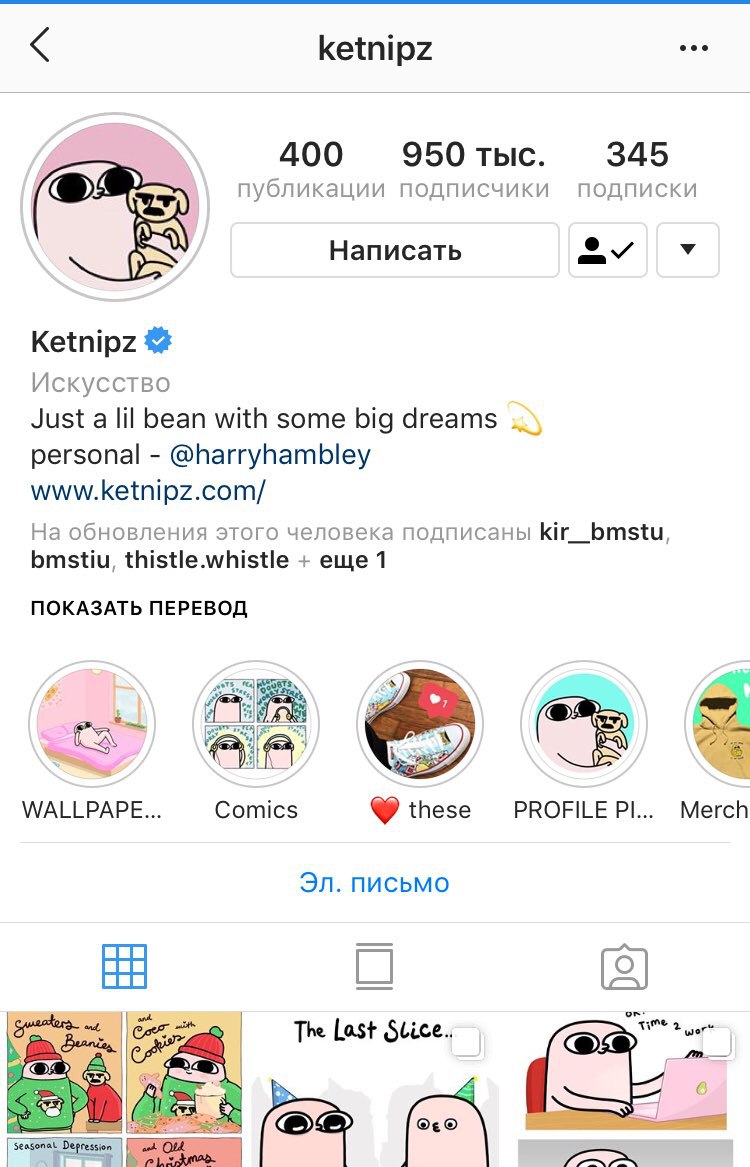 ketnipz
400 950 тыс. 345
публикации подписчики подписки
Написать
Ketnipz
Искусство
Just a lil bean with some big dreams 💫
personal - @harryhambley
www.ketnipz.com/
На обновления этого человека подписаны kir__bmstu,
bmstiu, thistle.whistle + еще 1
ПОКАЗАТЬ ПЕРЕВОД
WALLPAPE... Comics ❤️ these PROFILE PI... Merch
Эл. письмо
Sweaters and
Beanies
and
Coco with
Cookies
The Last Slice...
Time 2 work
Seasonal Depression
and Old
Christmas